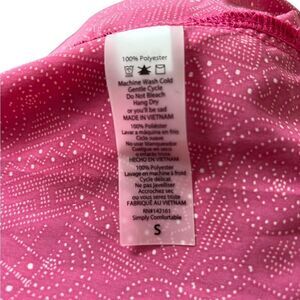 100% Polyester
Machine Wash Cold
Gentle Cycle
Do Not Bleach
Hang Dry
or you'll be sad
MADE IN VIETNAM
100% Poliéster
Lavar a máquina en frío
Ciclo suave
No use blanqueador
Cuelgue en seco
o estarás triste
HECHO EN VIETNAM
100% Polyester
Lavage en machine à froid
Cycle délicat
Ne pas javelliser
Accrochez sec
ou vous serez triste
FABRIQUÉ AU VIETNAM
RN#142161
Simply Comfortable
S